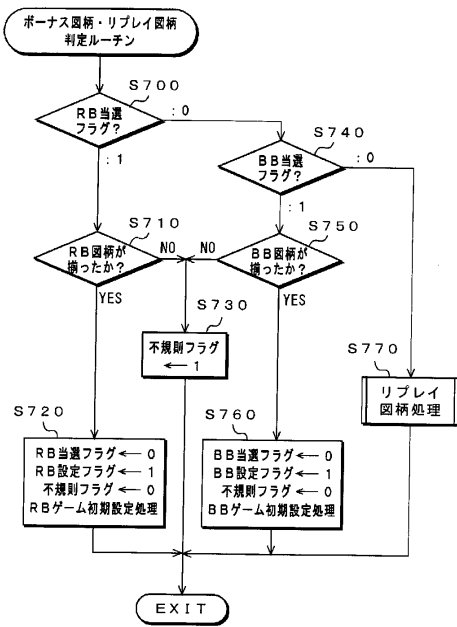 ボーナス図柄・リプレイ図柄
判定ルーチン
S700
RB当選
フラグ?
:0
:1
S740
BB当選
フラグ?
:0
:1
S710
RB図柄が
揃ったか?
NO
YES
S750
BB図柄が
揃ったか?
NO
YES
S730
不規則フラグ
← 1
S770
リプレイ
図柄処理
S720
RB当選フラグ← 0
RB設定フラグ← 1
不規則フラグ← 0
RBゲーム初期設定処理
S760
BB当選フラグ← 0
BB設定フラグ← 1
不規則フラグ← 0
BBゲーム初期設定処理
EXIT